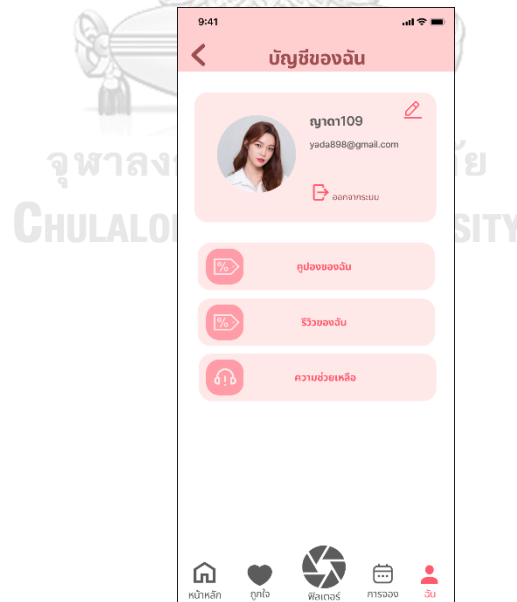 9:41
บัญชีของฉัน
ญาดา109
yada898@gmail.com
ออกจากระบบ
คูปองของฉัน
รีวิวของฉัน
ความช่วยเหลือ
หน้าหลัก
ถูกใจ
ฟิลเตอร์
การจอง
ฉัน